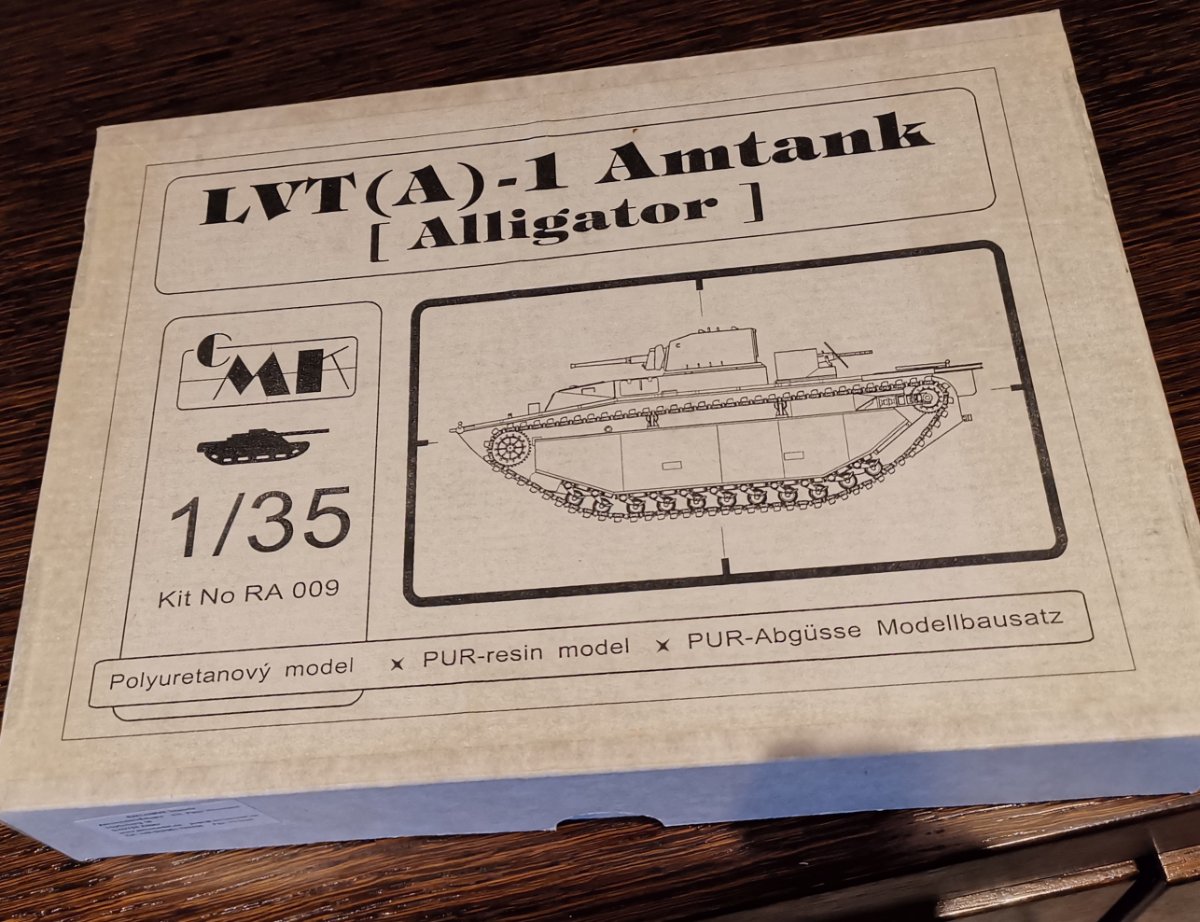 LVT(A)-1 Amtank
[ Alligator ]
CMK
1/35
Kit No RA 009
Polyuretanový model × PUR-resin model × PUR-Abgüsse Modellbausatz